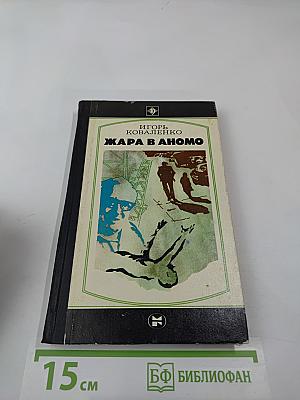 ИГОРЬ
КОВАЛЕНКО
ЖАРА В АНОМО
15 см
БФ БИБЛИОФАН